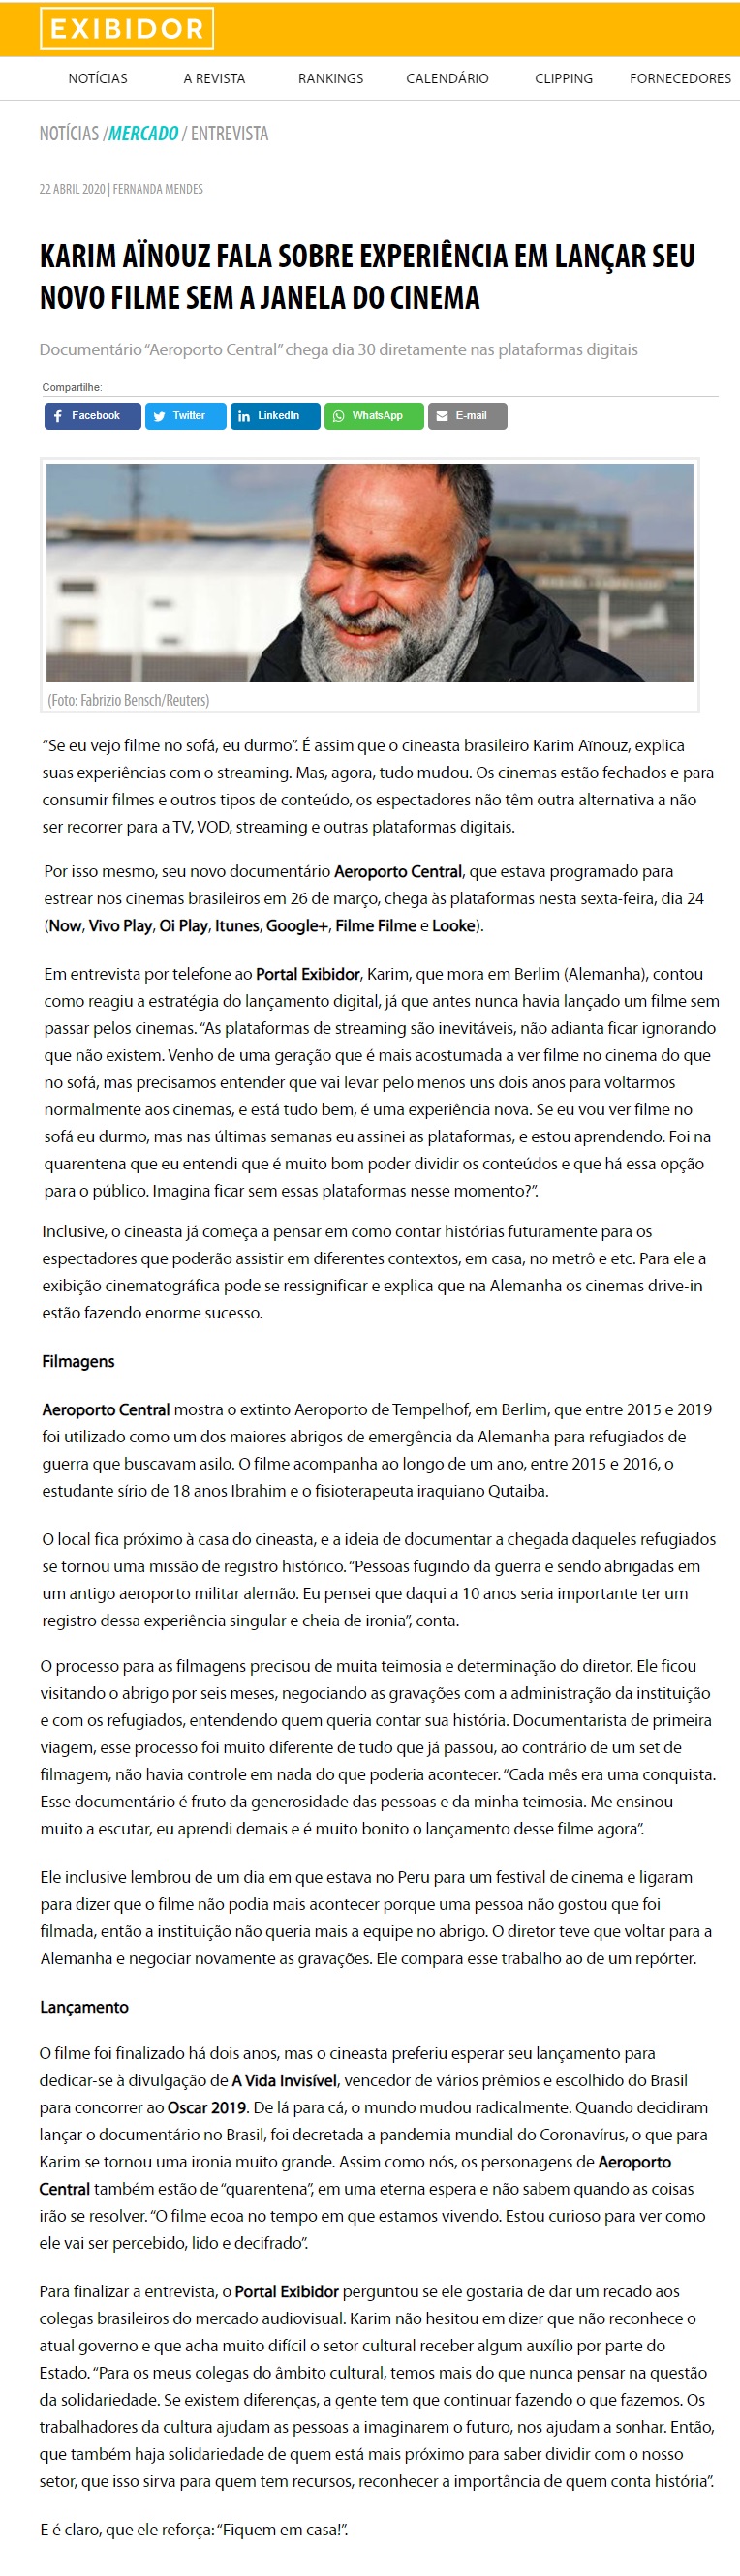 EXIBIDOR
NOTÍCIAS A REVISTA RANKINGS CALENDÁRIO CLIPPING FORNECEDORES
NOTÍCIAS /MERCADO / ENTREVISTA
22 ABRIL 2020 | FERNANDA MENDES
KARIM AÏNOUZ FALA SOBRE EXPERIÊNCIA EM LANÇAR SEU
NOVO FILME SEM A JANELA DO CINEMA
Documentário “Aeroporto Central” chega dia 30 diretamente nas plataformas digitais
Compartilhe:
Facebook Twitter LinkedIn WhatsApp E-mail
(Foto: Fabrizio Bensch/Reuters)
“Se eu vejo filme no sofá, eu durmo”. É assim que o cineasta brasileiro Karim Aïnouz, explica
suas experiências com o streaming. Mas, agora, tudo mudou. Os cinemas estão fechados e para
consumir filmes e outros tipos de conteúdo, os espectadores não têm outra alternativa a não
ser recorrer para a TV, VOD, streaming e outras plataformas digitais.
Por isso mesmo, seu novo documentário Aeroporto Central, que estava programado para
estrear nos cinemas brasileiros em 26 de março, chega às plataformas nesta sexta-feira, dia 24
(Now, Vivo Play, Oi Play, Itunes, Google+, Filme Filme e Looke).
Em entrevista por telefone ao Portal Exibidor, Karim, que mora em Berlim (Alemanha), contou
como reagiu a estratégia do lançamento digital, já que antes nunca havia lançado um filme sem
passar pelos cinemas. “As plataformas de streaming são inevitáveis, não adianta ficar ignorando
que não existem. Venho de uma geração que é mais acostumada a ver filme no cinema do que
no sofá, mas precisamos entender que vai levar pelo menos uns dois anos para voltarmos
normalmente aos cinemas, e está tudo bem, é uma experiência nova. Se eu vou ver filme no
sofá eu durmo, mas nas últimas semanas eu assinei as plataformas, e estou aprendendo. Foi na
quarentena que eu entendi que é muito bom poder dividir os conteúdos e que há essa opção
para o público. Imagina ficar sem essas plataformas nesse momento?”.
Inclusive, o cineasta já começa a pensar em como contar histórias futuramente para os
espectadores que poderão assistir em diferentes contextos, em casa, no metrô e etc. Para ele a
exibição cinematográfica pode se ressignificar e explica que na Alemanha os cinemas drive-in
estão fazendo enorme sucesso.
Filmagens
Aeroporto Central mostra o extinto Aeroporto de Tempelhof, em Berlim, que entre 2015 e 2019
foi utilizado como um dos maiores abrigos de emergência da Alemanha para refugiados de
guerra que buscavam asilo. O filme acompanha ao longo de um ano, entre 2015 e 2016, o
estudante sírio de 18 anos Ibrahim e o fisioterapeuta iraquiano Qutaiba.
O local fica próximo à casa do cineasta, e a ideia de documentar a chegada daqueles refugiados
se tornou uma missão de registro histórico. “Pessoas fugindo da guerra e sendo abrigadas em
um antigo aeroporto militar alemão. Eu pensei que daqui a 10 anos seria importante ter um
registro dessa experiência singular e cheia de ironia”, conta.
O processo para as filmagens precisou de muita teimosia e determinação do diretor. Ele ficou
visitando o abrigo por seis meses, negociando as gravações com a administração da instituição
e com os refugiados, entendendo quem queria contar sua história. Documentarista de primeira
viagem, esse processo foi muito diferente de tudo que já passou, ao contrário de um set de
filmagem, não havia controle em nada do que poderia acontecer. “Cada mês era uma conquista.
Esse documentário é fruto da generosidade das pessoas e da minha teimosia. Me ensinou
muito a escutar, eu aprendi demais e é muito bonito o lançamento desse filme agora”.
Ele inclusive lembrou de um dia em que estava no Peru para um festival de cinema e ligaram
para dizer que o filme não podia mais acontecer porque uma pessoa não gostou que foi
filmada, então a instituição não queria mais a equipe no abrigo. O diretor teve que voltar para a
Alemanha e negociar novamente as gravações. Ele compara esse trabalho ao de um repórter.
Lançamento
O filme foi finalizado há dois anos, mas o cineasta preferiu esperar seu lançamento para
dedicar-se à divulgação de A Vida Invisível, vencedor de vários prêmios e escolhido do Brasil
para concorrer ao Oscar 2019. De lá para cá, o mundo mudou radicalmente. Quando decidiram
lançar o documentário no Brasil, foi decretada a pandemia mundial do Coronavírus, o que para
Karim se tornou uma ironia muito grande. Assim como nós, os personagens de Aeroporto
Central também estão de “quarentena”, em uma eterna espera e não sabem quando as coisas
irão se resolver. “O filme ecoa no tempo em que estamos vivendo. Estou curioso para ver como
ele vai ser percebido, lido e decifrado”.
Para finalizar a entrevista, o Portal Exibidor perguntou se ele gostaria de dar um recado aos
colegas brasileiros do mercado audiovisual. Karim não hesitou em dizer que não reconhece o
atual governo e que acha muito difícil o setor cultural receber algum auxílio por parte do
Estado. “Para os meus colegas do âmbito cultural, temos mais do que nunca pensar na questão
da solidariedade. Se existem diferenças, a gente tem que continuar fazendo o que fazemos. Os
trabalhadores da cultura ajudam as pessoas a imaginarem o futuro, nos ajudam a sonhar. Então,
que também haja solidariedade de quem está mais próximo para saber dividir com o nosso
setor, que isso sirva para quem tem recursos, reconhecer a importância de quem conta história”.
E é claro, que ele reforça: “Fiquem em casa!”.